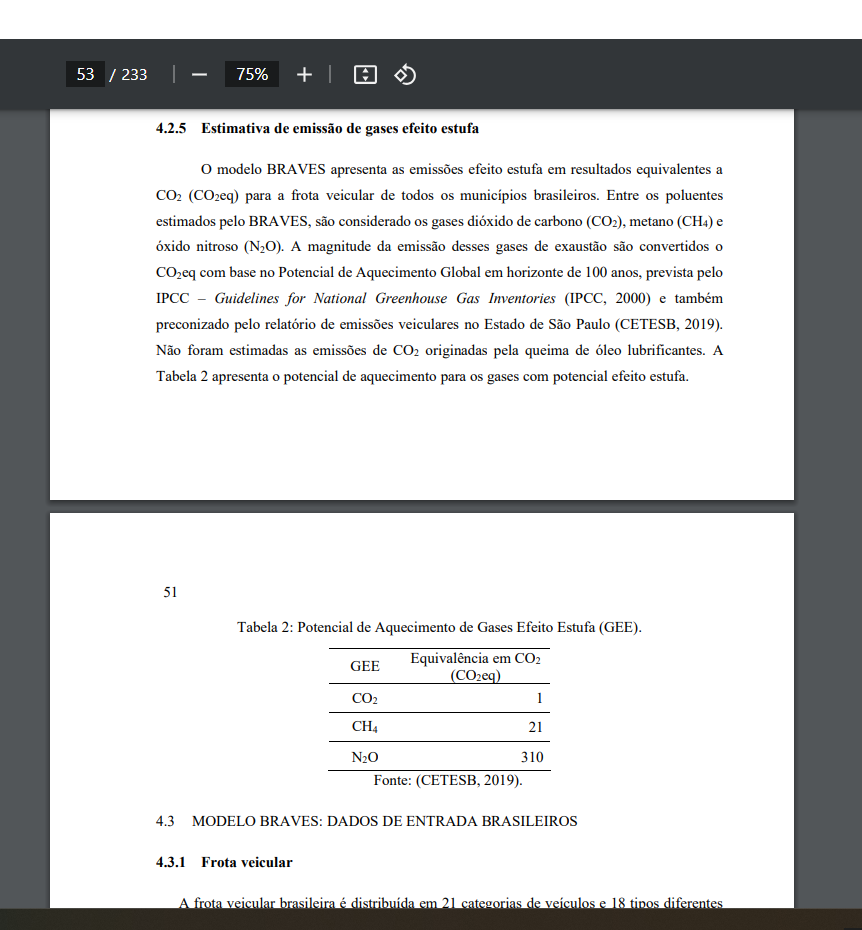 53 / 233
75%
4.2.5 Estimativa de emissão de gases efeito estufa
O modelo BRAVES apresenta as emissões efeito estufa em resultados equivalentes a
CO₂ (CO₂eq) para a frota veicular de todos os municípios brasileiros. Entre os poluentes
estimados pelo BRAVES, são considerado os gases dióxido de carbono (CO₂), metano (CH₄) e
óxido nitroso (N₂O). A magnitude da emissão desses gases de exaustão são convertidos o
CO₂eq com base no Potencial de Aquecimento Global em horizonte de 100 anos, prevista pelo
IPCC – Guidelines for National Greenhouse Gas Inventories (IPCC, 2000) e também
preconizado pelo relatório de emissões veiculares no Estado de São Paulo (CETESB, 2019).
Não foram estimadas as emissões de CO₂ originadas pela queima de óleo lubrificantes. A
Tabela 2 apresenta o potencial de aquecimento para os gases com potencial efeito estufa.
51
Tabela 2: Potencial de Aquecimento de Gases Efeito Estufa (GEE).
GEE Equivalência em CO₂
(CO₂eq)
CO₂ 1
CH₄ 21
N₂O 310
Fonte: (CETESB, 2019).
4.3 MODELO BRAVES: DADOS DE ENTRADA BRASILEIROS
4.3.1 Frota veicular
A frota veicular brasileira é distribuída em 21 categorias de veículos e 18 tipos diferentes